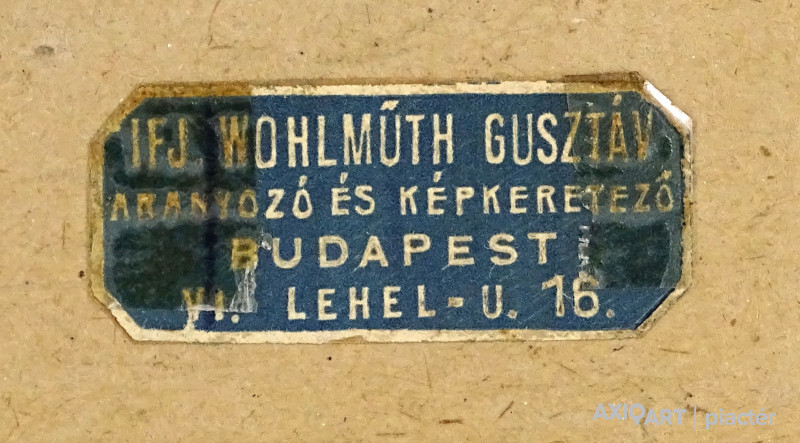 IFJ. WOHLMŰTH GUSZTÁV
ARANYOZÓ ÉS KÉPKERETEZŐ
BUDAPEST
VI. LEHEL-U. 16.
AXIOART | piactér